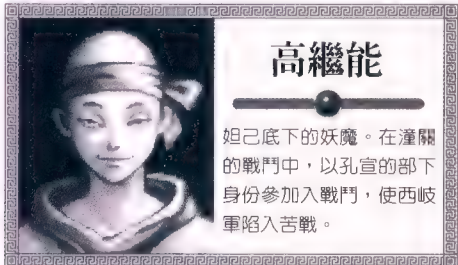 高繼能
妲己底下的妖魔。在潼關
的戰鬥中，以孔宣的部下
身份參加入戰鬥，使西岐
軍陷入苦戰。